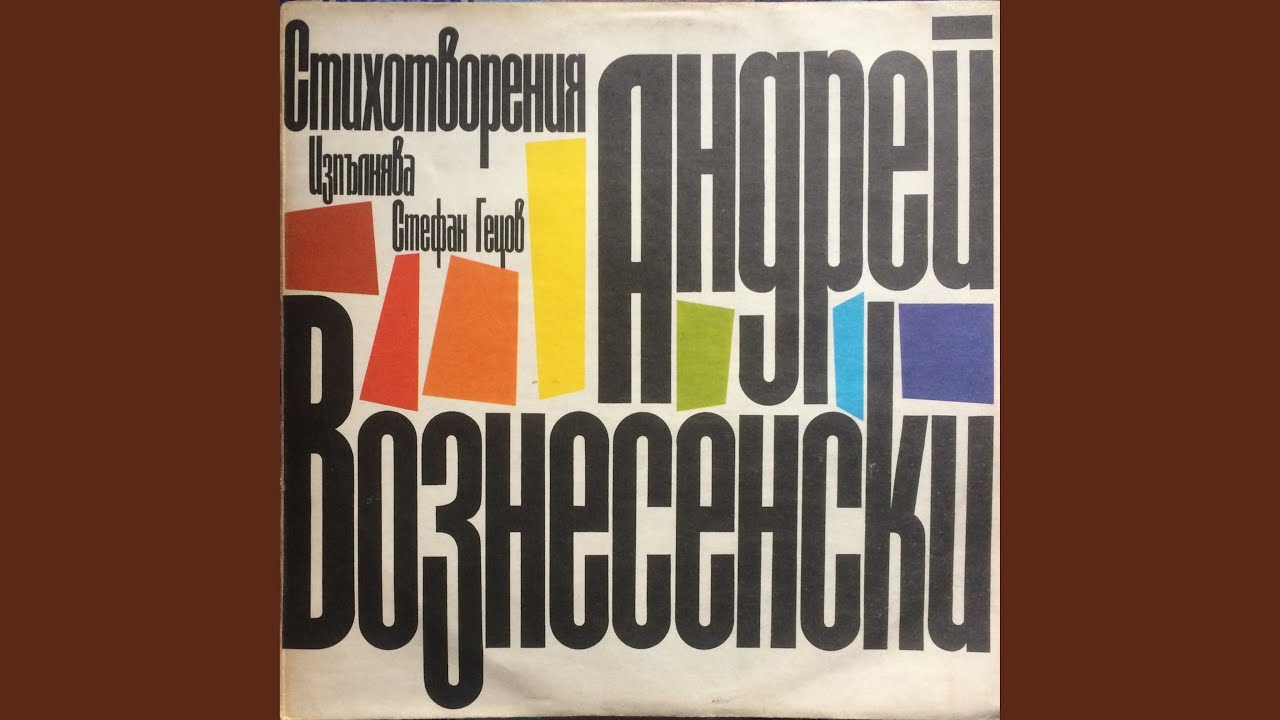 Стихотворения
Изпълнява
Стефан Гецов
Андрей
Вознесенски